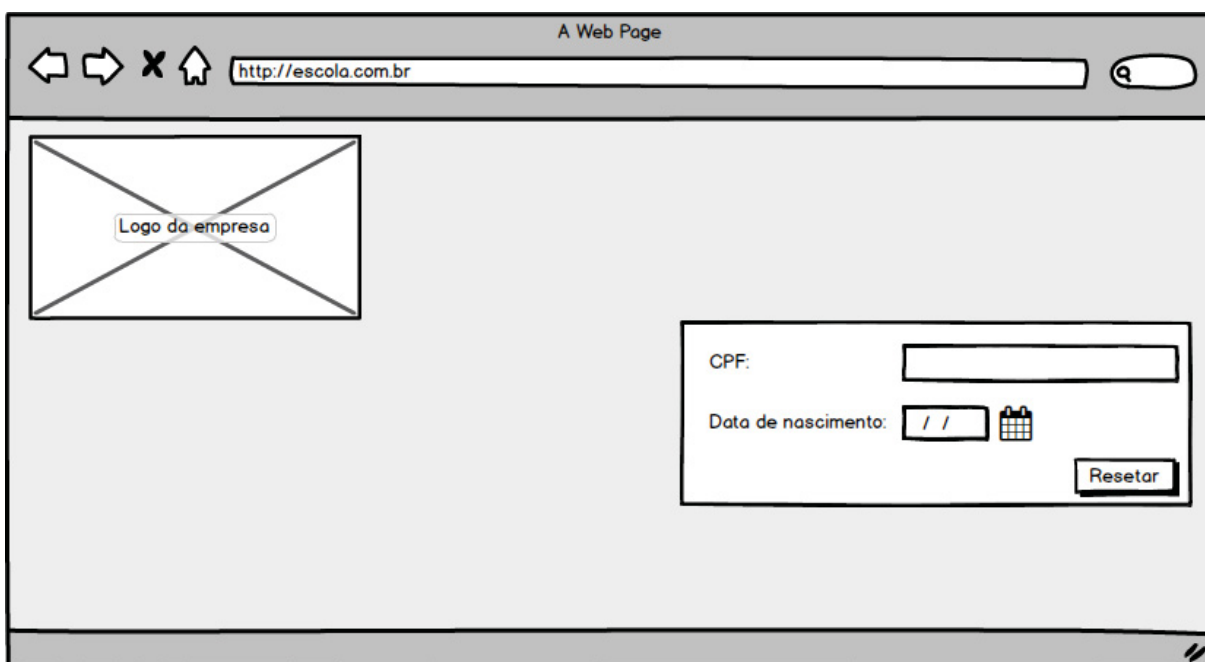 A Web Page
http://escola.com.br
Logo da empresa
CPF:
Data de nascimento: / /
Resetar